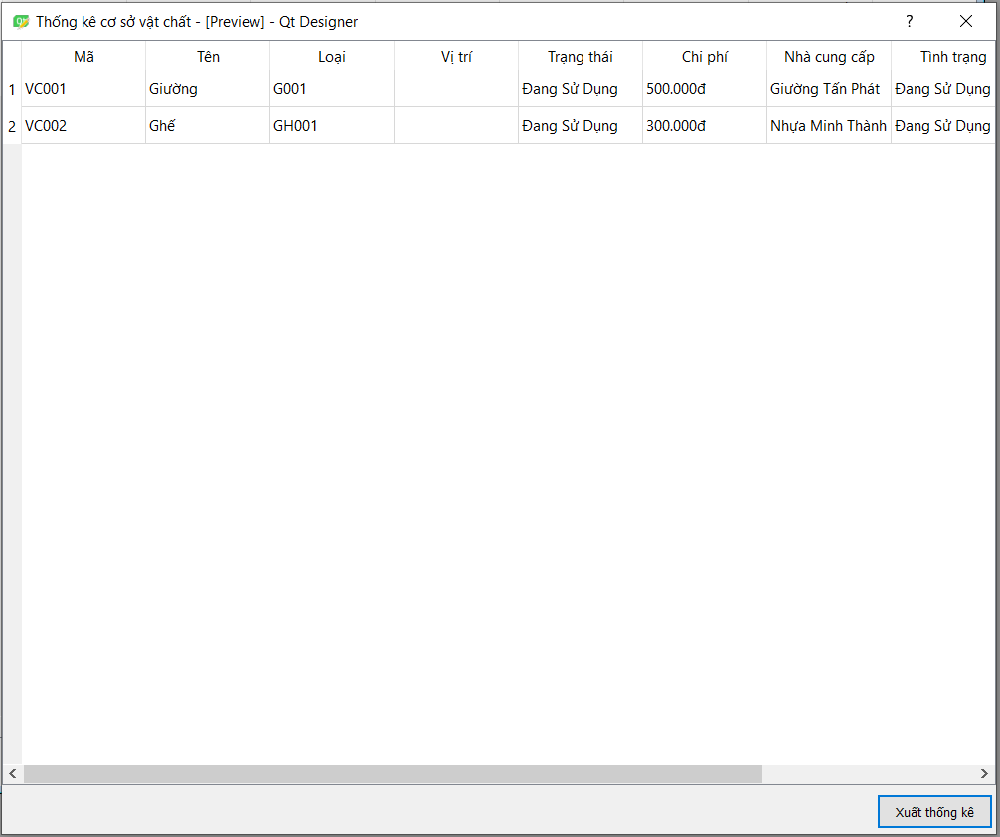 Thống kê cơ sở vật chất - [Preview] - Qt Designer
Mã Tên Loại Vị trí Trạng thái Chi phí Nhà cung cấp Tình trạng
1 VC001 Giường G001 Đang Sử Dụng 500.000đ Giường Tấn Phát Đang Sử Dụng
2 VC002 Ghế GH001 Đang Sử Dụng 300.000đ Nhựa Minh Thành Đang Sử Dụng
Xuất thống kê